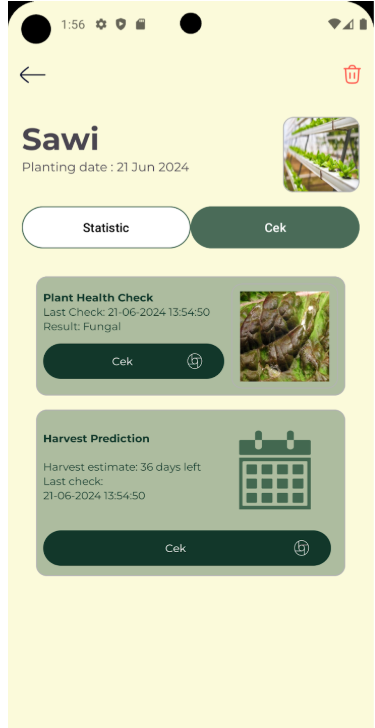 1:56
Sawi
Planting date : 21 Jun 2024
Statistic
Cek
Plant Health Check
Last Check: 21-06-2024 13:54:50
Result: Fungal
Cek
Harvest Prediction
Harvest estimate: 36 days left
Last check:
21-06-2024 13:54:50
Cek